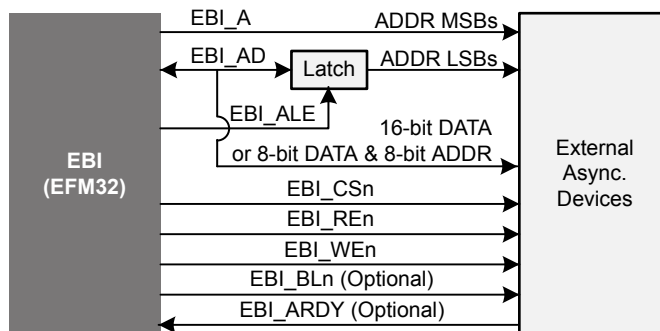 EBI_A
ADDR MSBs
EBI_AD
Latch
ADDR LSBs
EBI_ALE
16-bit DATA
or 8-bit DATA & 8-bit ADDR
EBI
(EFM32)
External
Async.
Devices
EBI_CSn
EBI_REn
EBI_WEn
EBI_BLn (Optional)
EBI_ARDY (Optional)